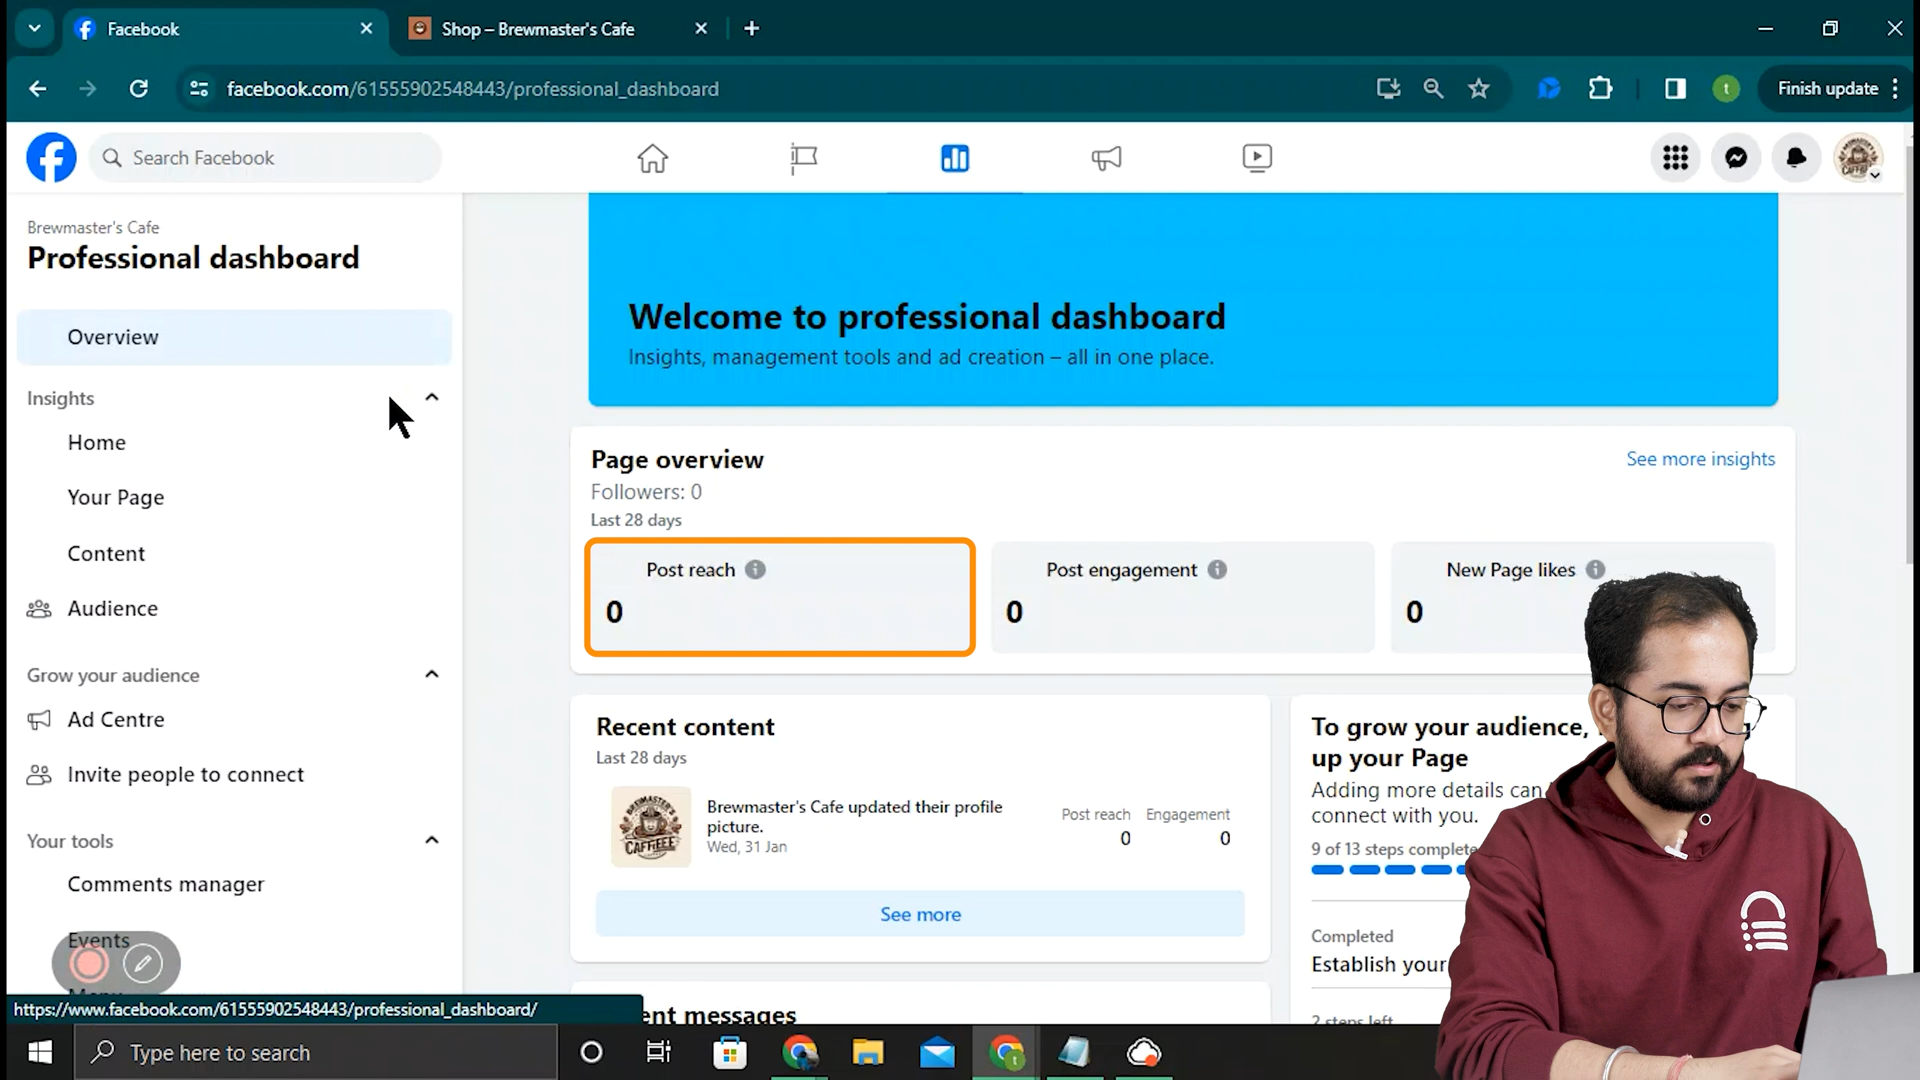 Facebook
Shop – Brewmaster's Cafe
facebook.com/61555902548443/professional_dashboard
t
Finish update
Search Facebook
Brewmaster's Cafe
Professional dashboard
Overview
Insights
Home
Your Page
Content
Audience
Grow your audience
Ad Centre
Invite people to connect
Your tools
Comments manager
Events
https://www.facebook.com/61555902548443/professional_dashboard/
Welcome to professional dashboard
Insights, management tools and ad creation – all in one place.
Page overview
See more insights
Followers: 0
Last 28 days
Post reach
0
Post engagement
0
New Page likes
0
Recent content
Last 28 days
Brewmaster's Cafe updated their profile
picture.
Wed, 31 Jan
Post reach
0
Engagement
0
See more
To grow your audience,
up your Page
Adding more details can
connect with you.
9 of 13 steps complete
Completed
Establish your
2 steps left
ent messages
Type here to search